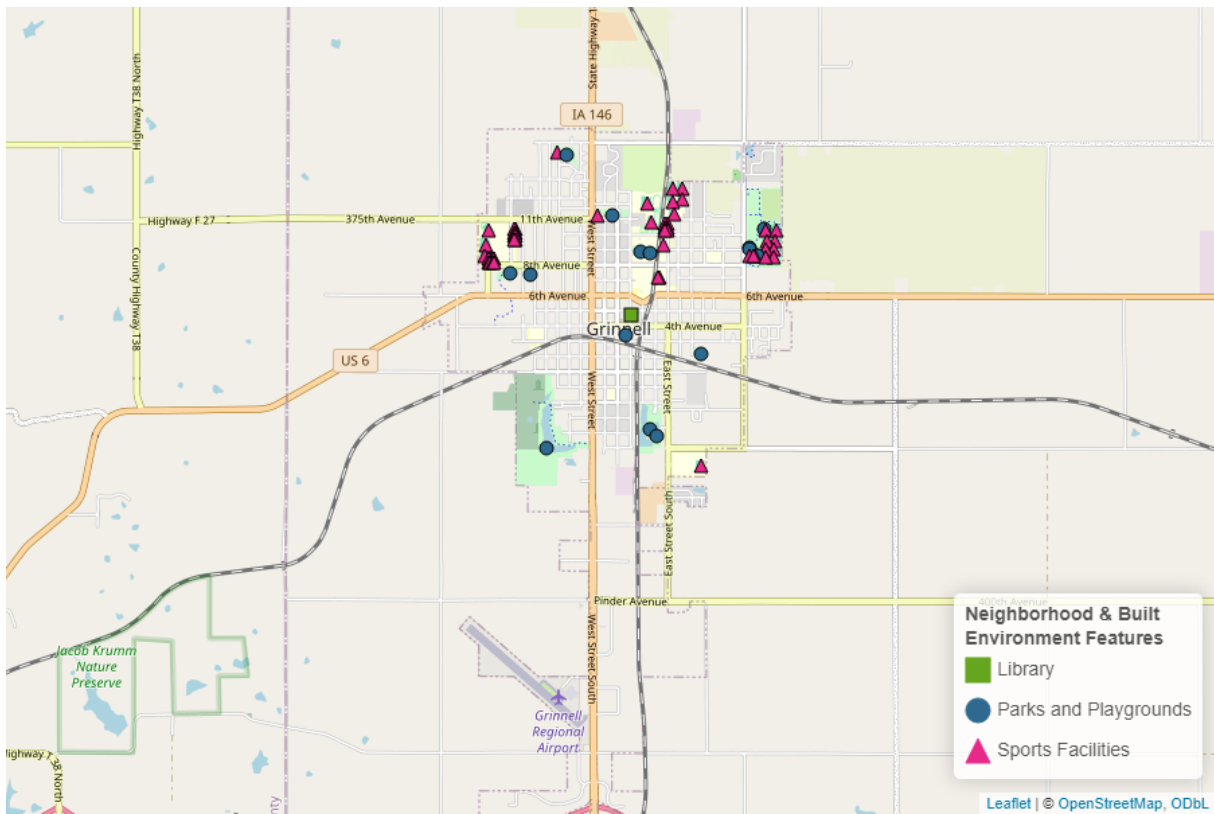 State Highway 1
Highway T38 North
IA 146
Highway F 27
375th Avenue
11th Avenue
West Street
County Highway T38
8th Avenue
6th Avenue
6th Avenue
Grinnell
4th Avenue
US 6
West Street
East Street
East Street South
Pinder Avenue
400th Avenue
Jacob Krumm
Nature
Preserve
West Street South
Grinnell
Regional
Airport
Highway T 38 North
nty
Neighborhood & Built
Environment Features
Library
Parks and Playgrounds
Sports Facilities
Leaflet | © OpenStreetMap, ODbL